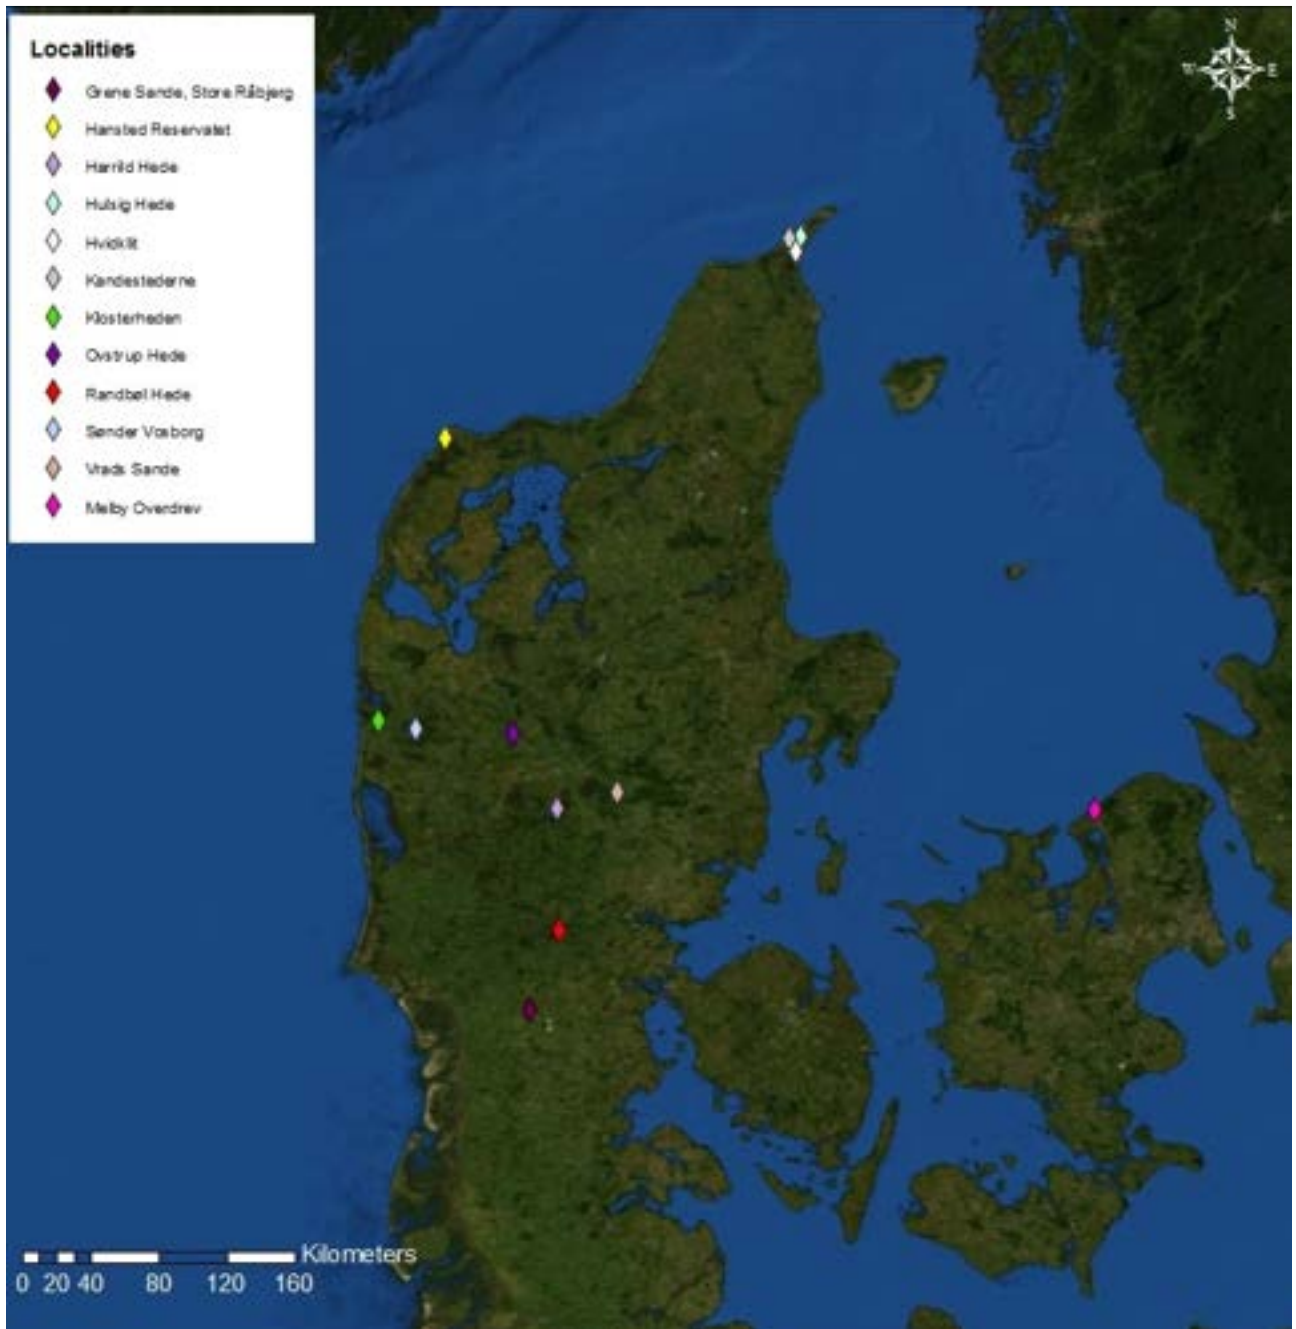 Localities
Grene Sande, Store Råbjerg
Hansted Reservatet
Harrild Hede
Hulsig Hede
Hvidklit
Kandestederne
Klosterheden
Ovstrup Hede
Randbøl Hede
Sønder Vosborg
Vrads Sande
Melby Overdrev
N
W E
S
Kilometers
0 20 40 80 120 160